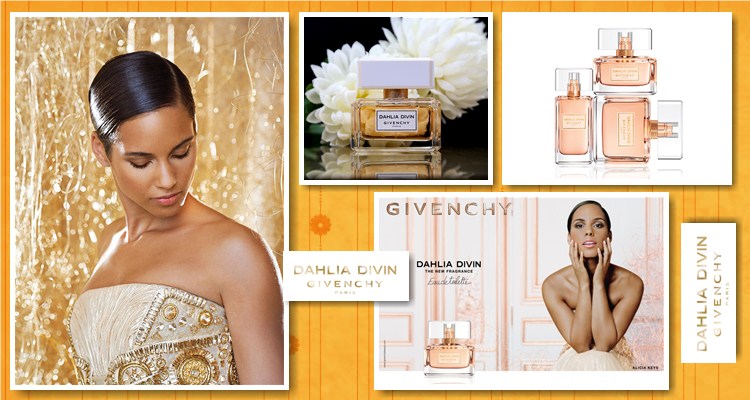 DAHLIA DIVIN
GIVENCHY
PARIS
GIVENCHY
DAHLIA DIVIN
THE NEW FRAGRANCE
Eau de toilette
ALICIA KEYS
DAHLIA DIVIN
GIVENCHY
PARIS
DAHLIA DIVIN
GIVENCHY
PARIS